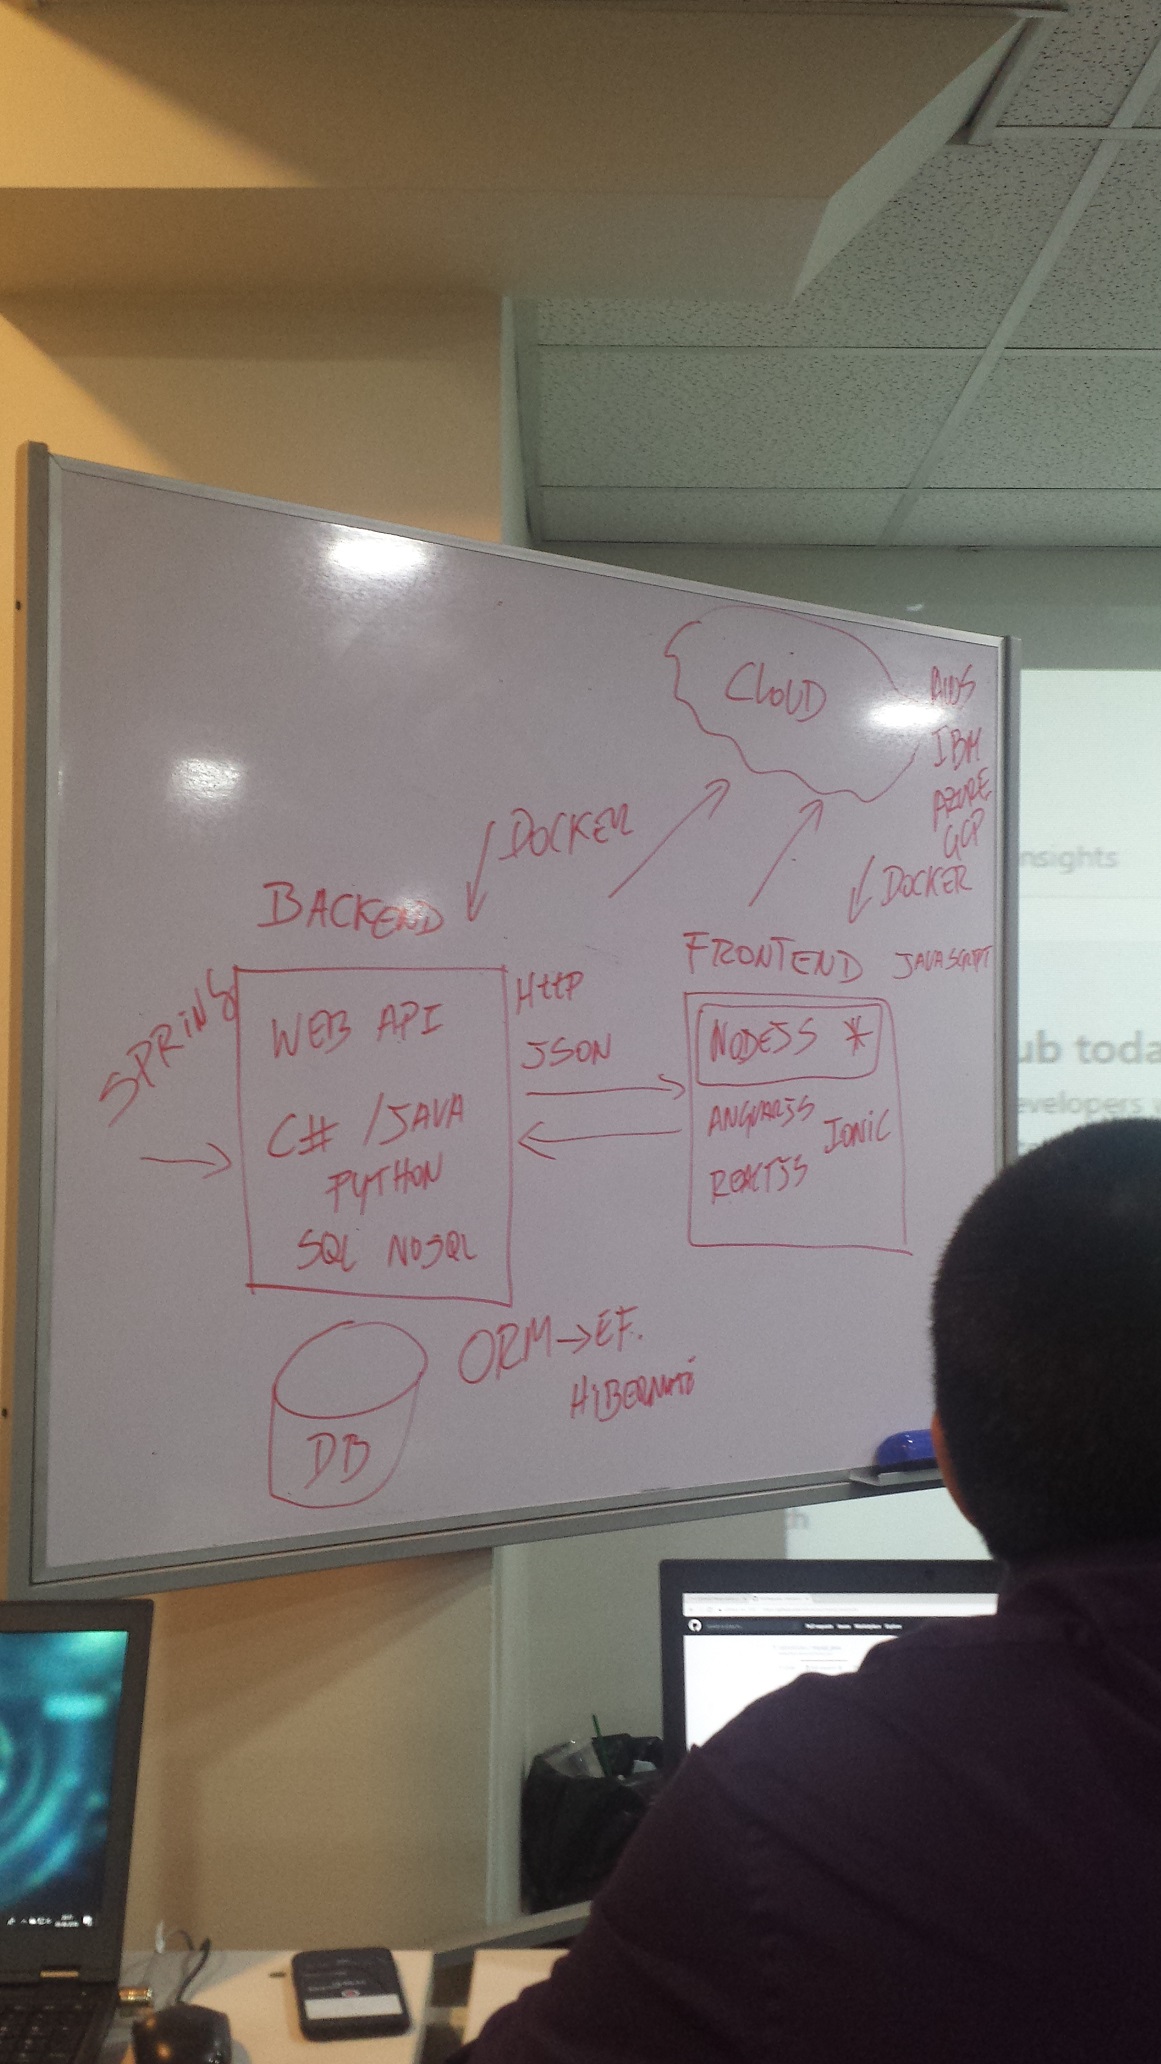 CLOUD
AWS
IBM
AZURE
GCP
DOCKER
DOCKER
BACKEND
FRONTEND JAVASCRIPT
SPRING
WEB API
C# /JAVA
PYTHON
SQL NOSQL
HttP
JSON
NODEJS *
ANGULARJS IONIC
REACTJS
DB
ORM→EF.
HIBERNATE
nsights
ub toda
evelopers
th